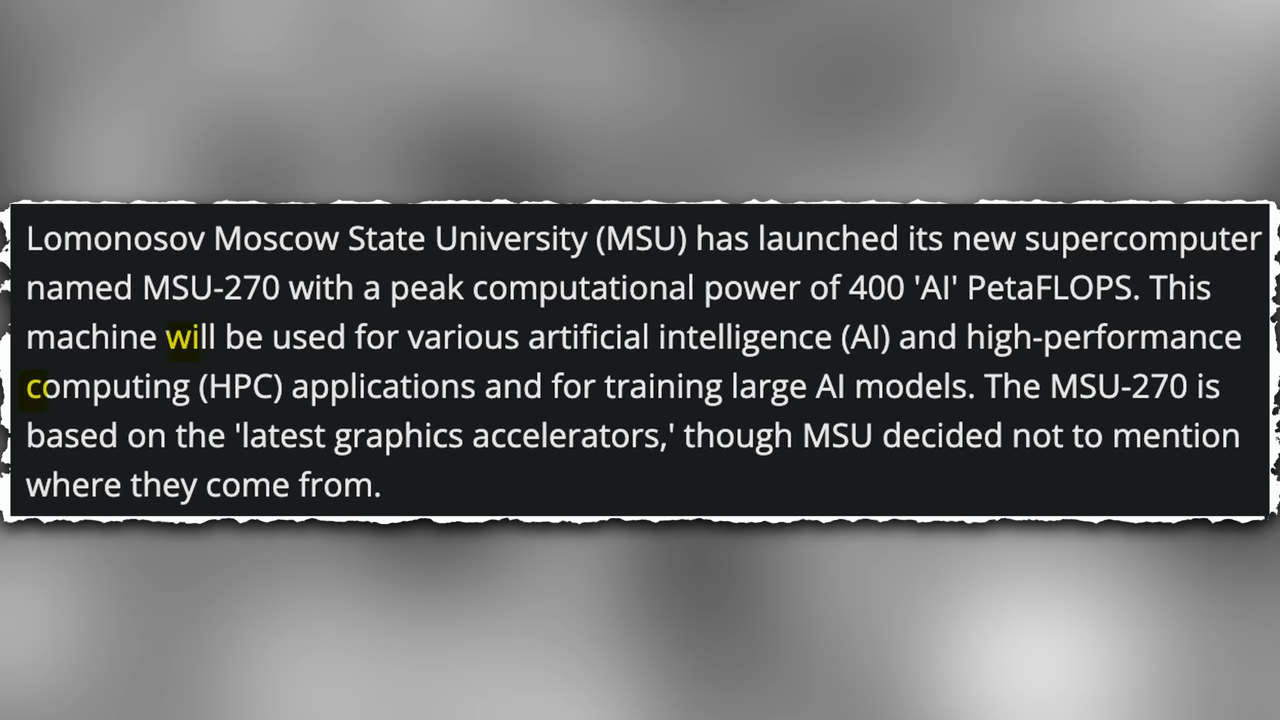 Lomonosov Moscow State University (MSU) has launched its new supercomputer
named MSU-270 with a peak computational power of 400 'AI' PetaFLOPS. This
machine will be used for various artificial intelligence (AI) and high-performance
computing (HPC) applications and for training large AI models. The MSU-270 is
based on the 'latest graphics accelerators,' though MSU decided not to mention
where they come from.